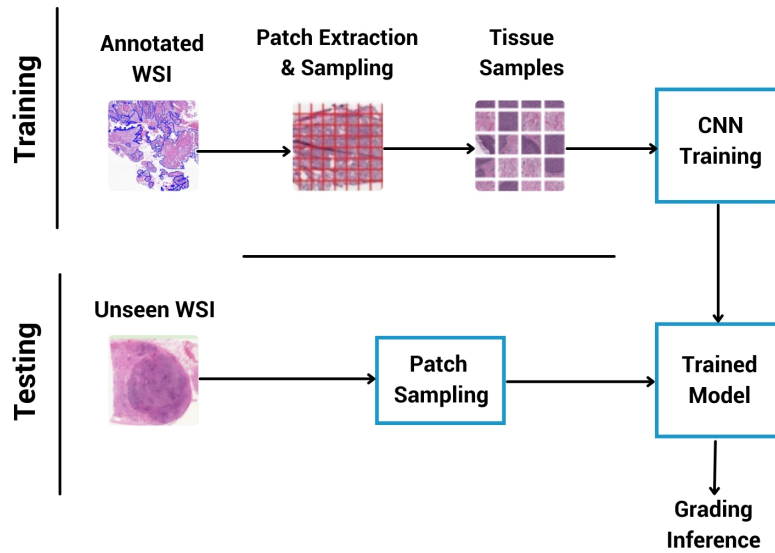 Training
Annotated
WSI
Patch Extraction
& Sampling
Tissue
Samples
CNN
Training
Testing
Unseen WSI
Patch
Sampling
Trained
Model
Grading
Inference